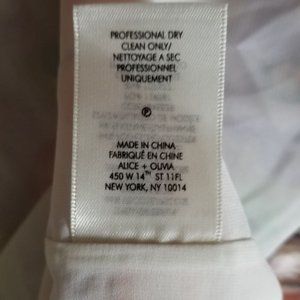 PROFESSIONAL DRY
CLEAN ONLY/
NETTOYAGE A SEC
PROFESSIONNEL
UNIQUEMENT
Ⓟ
MADE IN CHINA
FABRIQUÉ EN CHINE
ALICE + OLIVIA
450 W 14TH ST 11FL
NEW YORK, NY 10014